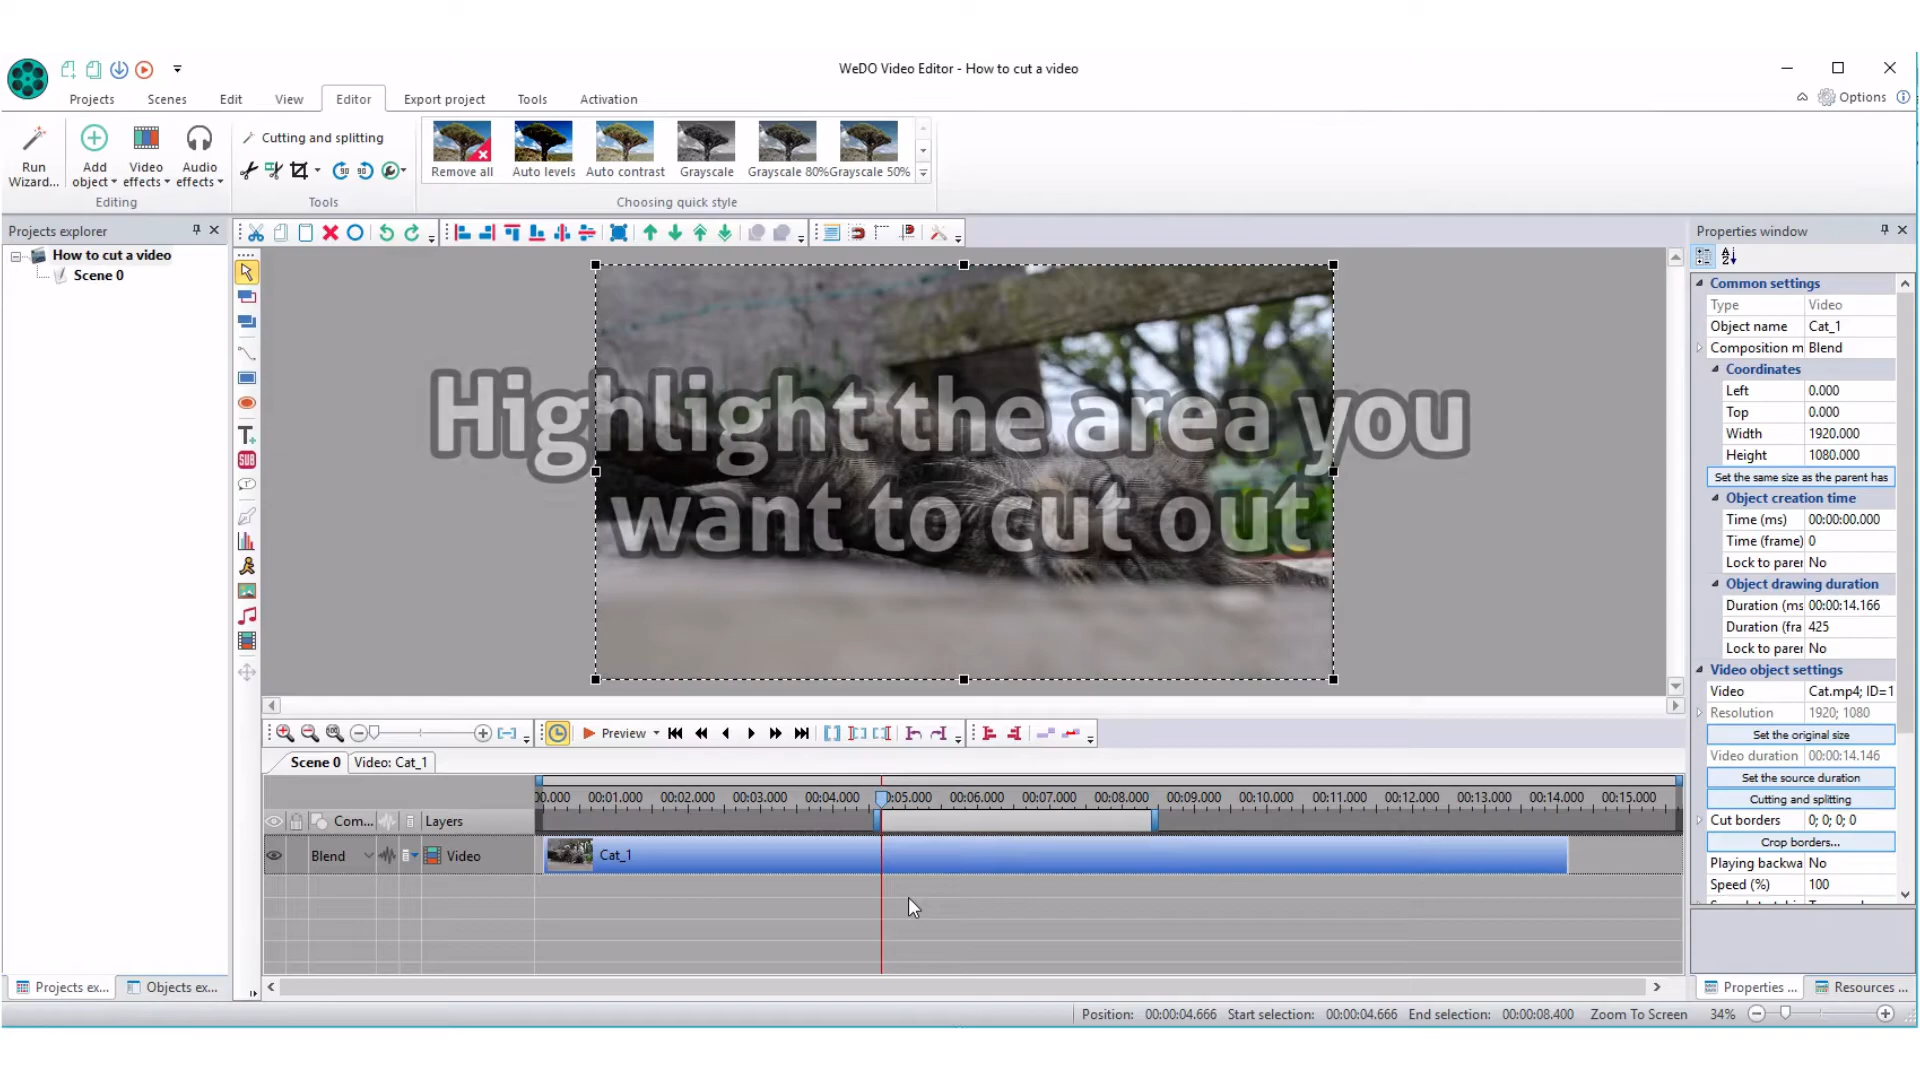 WeDO Video Editor - How to cut a video
Projects
Scenes
Edit
View
Editor
Export project
Tools
Activation
Options
Run Wizard...
Add object
Video effects
Audio effects
Editing
Cutting and splitting
90
90
Tools
Remove all
Auto levels
Auto contrast
Grayscale
Grayscale 80%
Grayscale 50%
Choosing quick style
Projects explorer
How to cut a video
Scene 0
SUB
Highlight the area you
want to cut out
Preview
Scene 0
Video: Cat_1
00.000 00:01.000 00:02.000 00:03.000 00:04.000 0:05.000 00:06.000 00:07.000 00:08.000 00:09.000 00:10.000 00:11.000 00:12.000 00:13.000 00:14.000 00:15.000
Com...
Layers
Blend
Video
Cat_1
Projects ex...
Objects ex...
Properties window
Common settings
Type Video
Object name Cat_1
Composition m Blend
Coordinates
Left 0.000
Top 0.000
Width 1920.000
Height 1080.000
Set the same size as the parent has
Object creation time
Time (ms) 00:00:00.000
Time (frame) 0
Lock to parer No
Object drawing duration
Duration (ms 00:00:14.166
Duration (fra 425
Lock to parer No
Video object settings
Video Cat.mp4; ID=1
Resolution 1920; 1080
Set the original size
Video duration 00:00:14.146
Set the source duration
Cutting and splitting
Cut borders 0; 0; 0; 0
Crop borders...
Playing backwa No
Speed (%) 100
Properties ...
Resources ...
Position: 00:00:04.666 Start selection: 00:00:04.666 End selection: 00:00:08.400 Zoom To Screen 34%